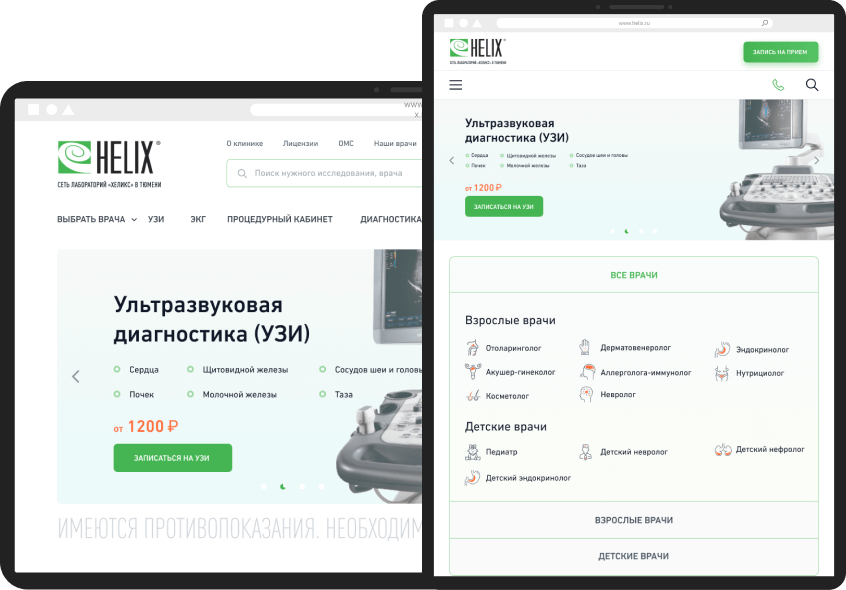 www
x.
HELIX®
СЕТЬ ЛАБОРАТОРИЙ «ХЕЛИКС» В ТЮМЕНИ
О клинике Лицензии ОМС Наши врачи
Поиск нужного исследования, врача
ВЫБРАТЬ ВРАЧА УЗИ ЭКГ ПРОЦЕДУРНЫЙ КАБИНЕТ ДИАГНОСТИКА
Ультразвуковая
диагностика (УЗИ)
Сердца Щитовидной железы Сосудов шеи и головы
Почек Молочной железы Таза
от 1200 ₽
ЗАПИСАТЬСЯ НА УЗИ
ИМЕЮТСЯ ПРОТИВОПОКАЗАНИЯ. НЕОБХОДИМ
www.helix.ru
HELIX®
СЕТЬ ЛАБОРАТОРИЙ «ХЕЛИКС» В ТЮМЕНИ
ЗАПИСЬ НА ПРИЕМ
Ультразвуковая
диагностика (УЗИ)
Сердца Щитовидной железы Сосудов шеи и головы
Почек Молочной железы Таза
от 1200 ₽
ЗАПИСАТЬСЯ НА УЗИ
ВСЕ ВРАЧИ
Взрослые врачи
Отоларинголог Дерматовенеролог Эндокринолог
Акушер-гинеколог Аллерголога-иммунолог Нутрициолог
Косметолог Невролог
Детские врачи
Педиатр Детский невролог Детский нефролог
Детский эндокринолог
ВЗРОСЛЫЕ ВРАЧИ
ДЕТСКИЕ ВРАЧИ